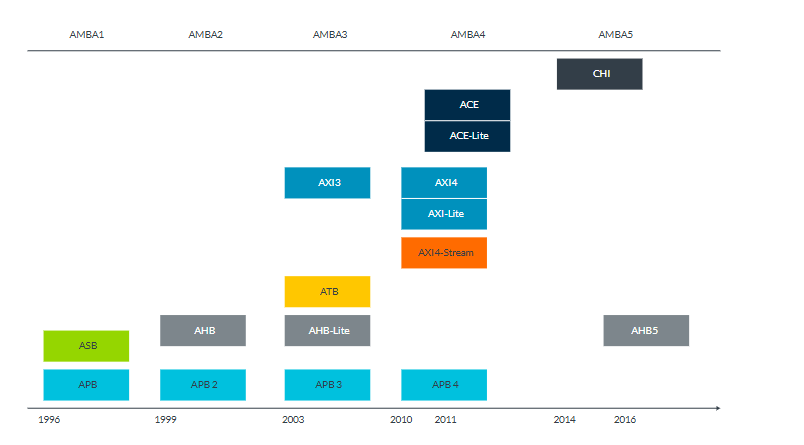 AMBA1 AMBA2 AMBA3 AMBA4 AMBA5
CHI
ACE
ACE-Lite
AXI3 AXI4
AXI-Lite
AXI4-Stream
ATB
AHB AHB-Lite AHB5
ASB
APB APB 2 APB 3 APB 4
1996 1999 2003 2010 2011 2014 2016